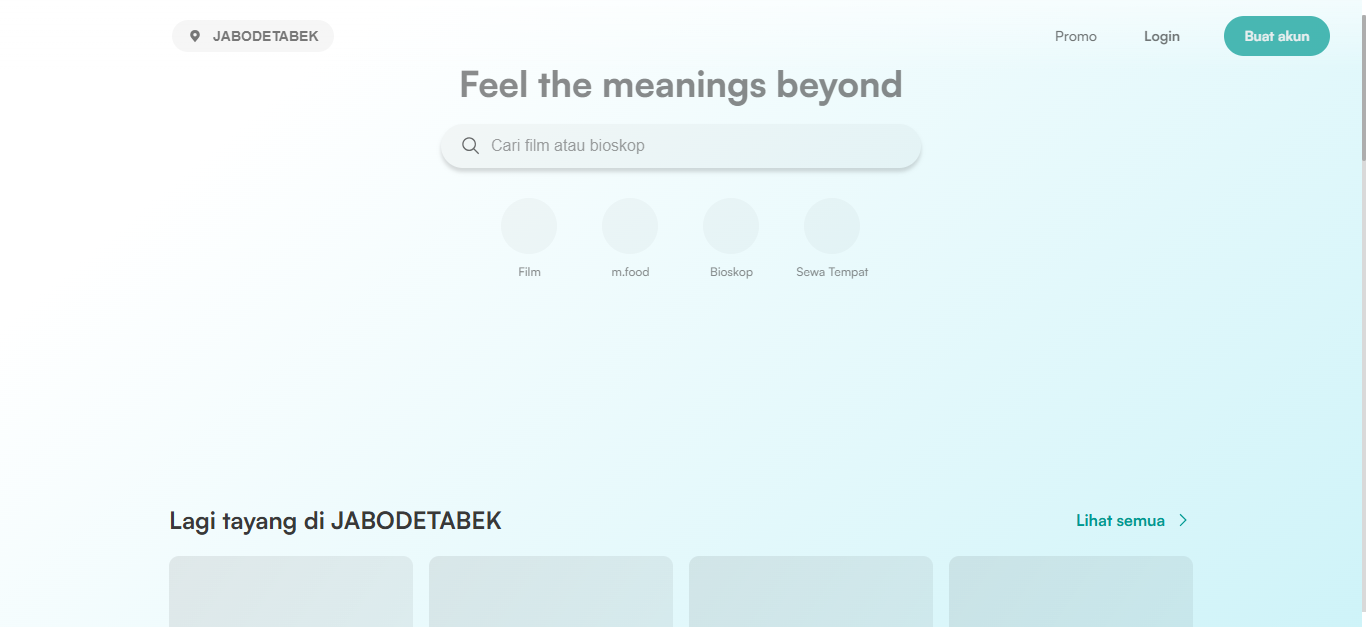 JABODETABEK
Promo
Login
Buat akun
Feel the meanings beyond
Cari film atau bioskop
Film
m.food
Bioskop
Sewa Tempat
Lagi tayang di JABODETABEK
Lihat semua